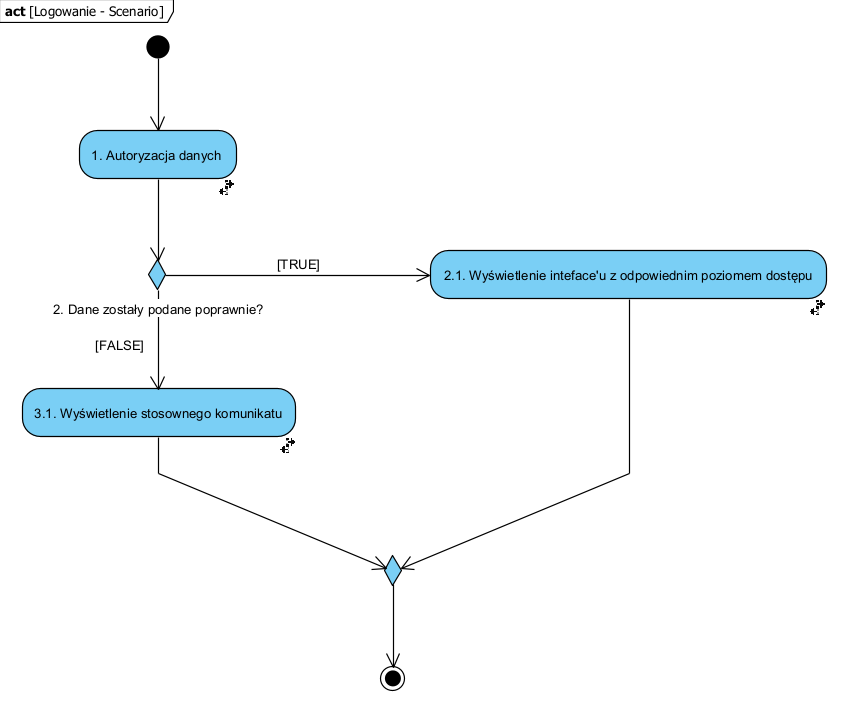 act [Logowanie - Scenario]
1. Autoryzacja danych
[TRUE]
2.1. Wyświetlenie inteface'u z odpowiednim poziomem dostępu
2. Dane zostały podane poprawnie?
[FALSE]
3.1. Wyświetlenie stosownego komunikatu